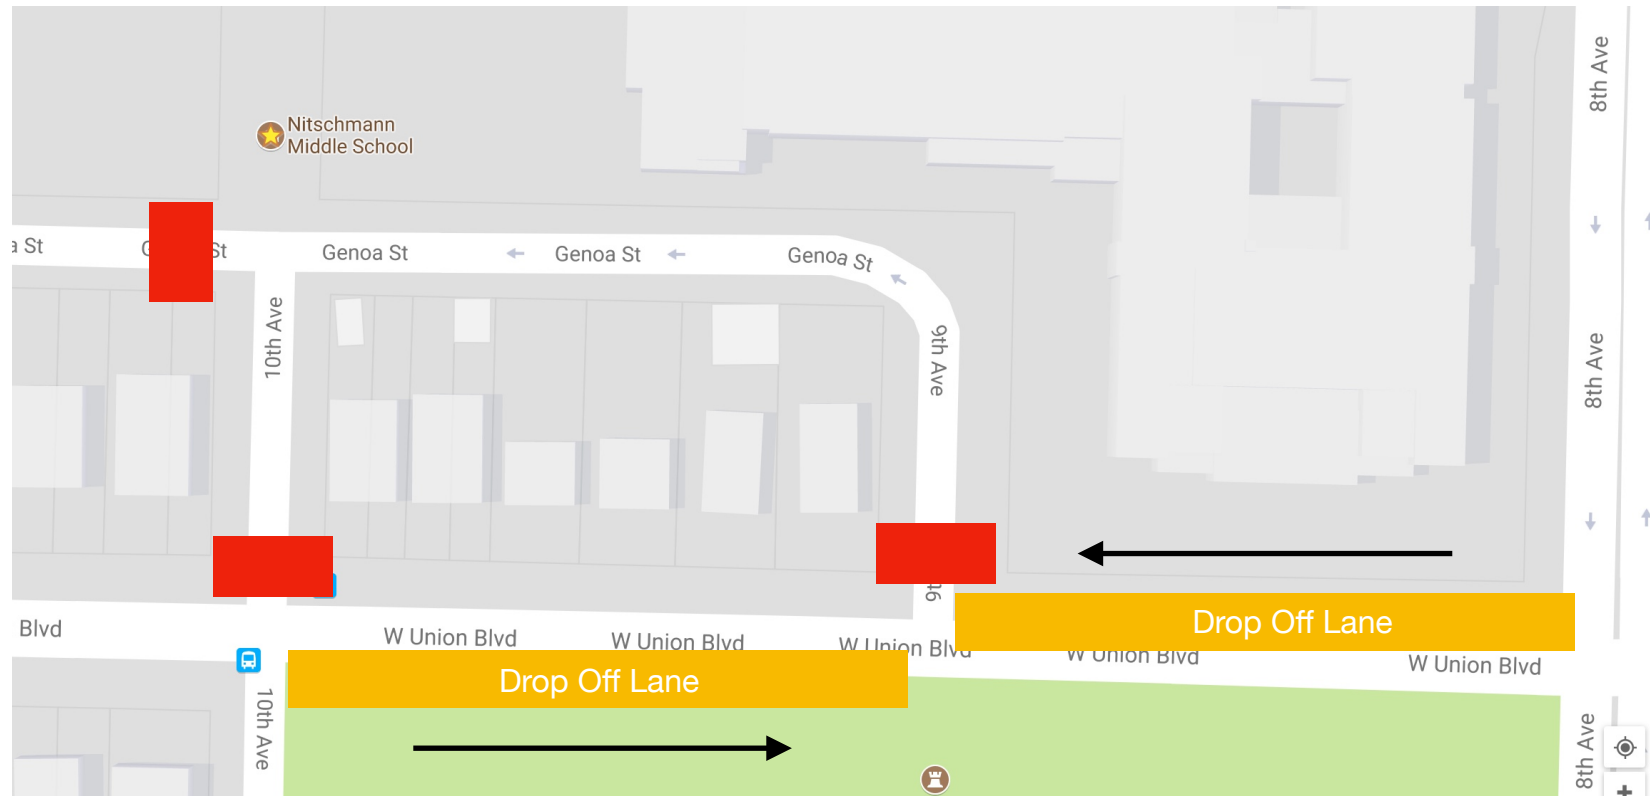 8th Ave
Nitschmann
Middle School
a St
G St
Genoa St
Genoa St
Genoa St
10th Ave
9th Ave
8th Ave
Drop Off Lane
Blvd
W Union Blvd
W Union Blvd
W Union Blvd
W Union Blvd
W Union Blvd
Drop Off Lane
10th Ave
8th Ave